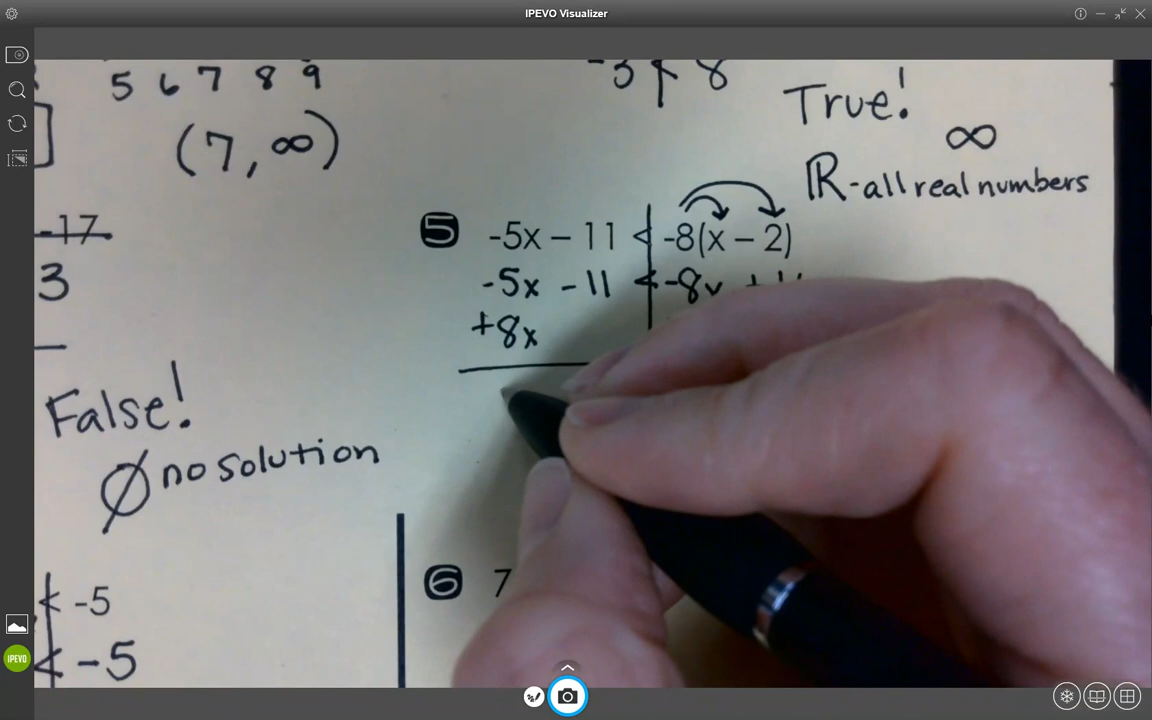 IPEVO Visualizer
5 6 7 8 9
(7, ∞)
-3 8
True!
∞
ℝ-all real numbers
-17
3
5 -5x – 11 < -8(x – 2)
-5x -11 < -8x +
+8x
False!
∅ no solution
6 7
< -5
< -5
IPEVO